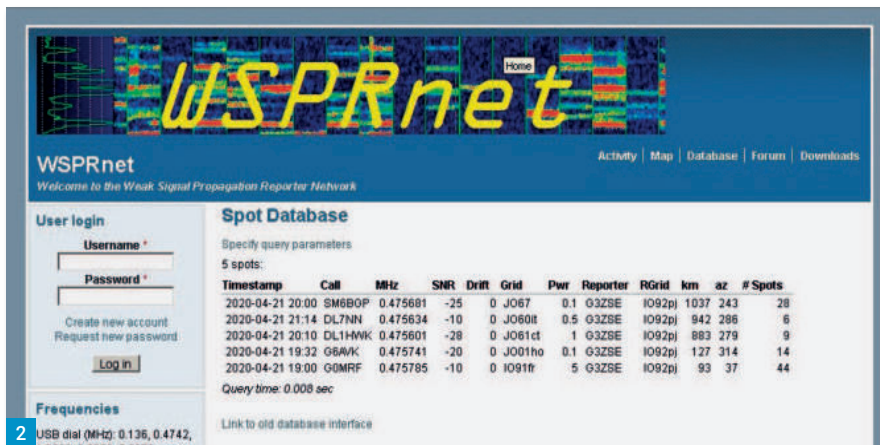 WSPRnet
Home
WSPRnet
Welcome to the Weak Signal Propagation Reporter Network
Activity | Map | Database | Forum | Downloads
User login
Username *
Password *
Create new account
Request new password
Log in
Frequencies
USB dial (MHz): 0.136, 0.4742,
Spot Database
Specify query parameters
5 spots:
Timestamp Call MHz SNR Drift Grid Pwr Reporter RGrid km az # Spots
2020-04-21 20:00 SM6BGP 0.475681 -25 0 JO67 0.1 G3ZSE IO92pj 1037 243 28
2020-04-21 21:14 DL7NN 0.475634 -10 0 JO60it 0.5 G3ZSE IO92pj 942 286 6
2020-04-21 20:10 DL1HWK 0.475601 -28 0 JO61ct 1 G3ZSE IO92pj 883 279 9
2020-04-21 19:32 G6AVK 0.475741 -20 0 JO01ho 0.1 G3ZSE IO92pj 127 314 14
2020-04-21 19:00 G0MRF 0.475785 -10 0 IO91fr 5 G3ZSE IO92pj 93 37 44
Query time: 0.008 sec
Link to old database interface
2